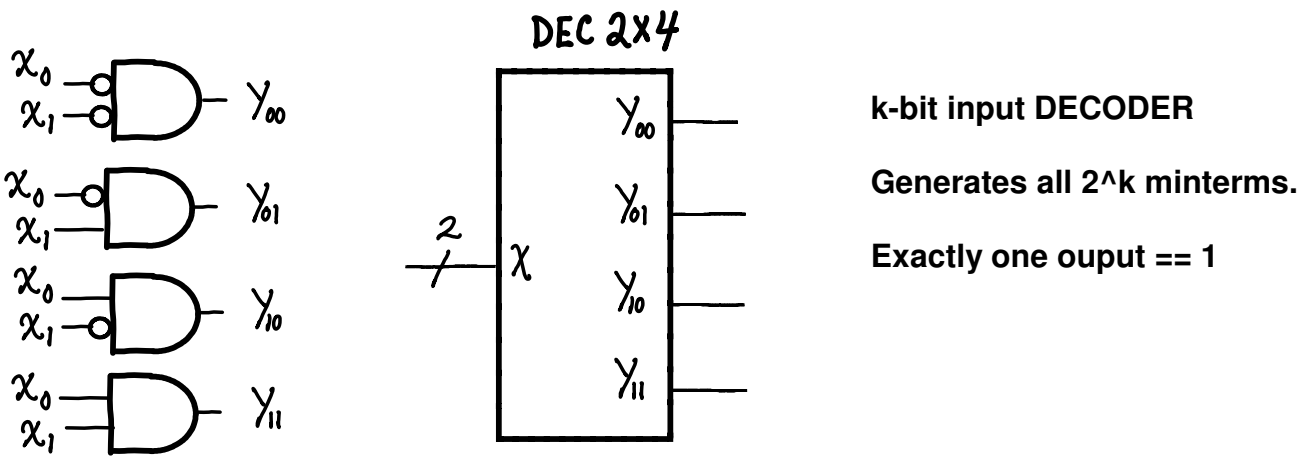 x₀
x₁
Y₀₀
x₀
x₁
Y₀₁
x₀
x₁
Y₁₀
x₀
x₁
Y₁₁
DEC 2X4
2
X
Y₀₀
Y₀₁
Y₁₀
Y₁₁
k-bit input DECODER
Generates all 2^k minterms.
Exactly one ouput == 1